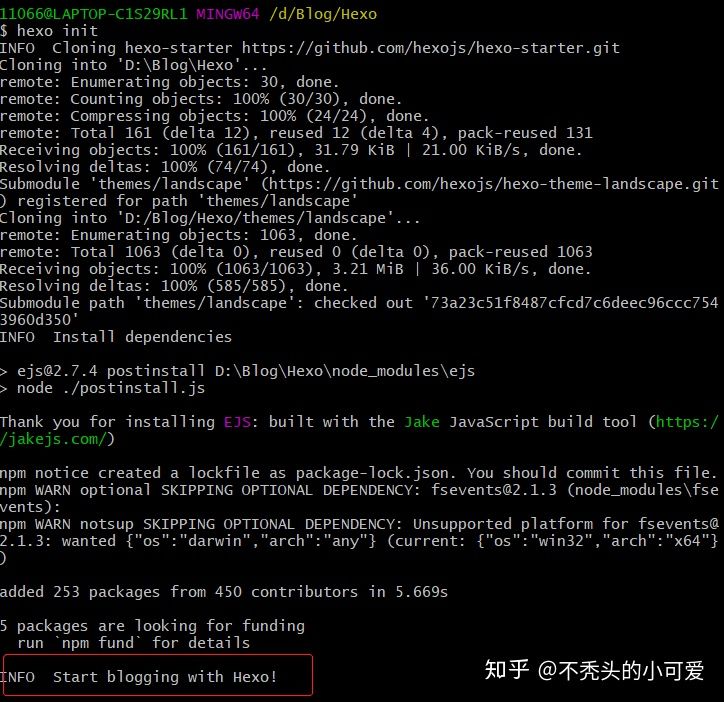 11066@LAPTOP-C1S29RL1 MINGW64 /d/Blog/Hexo
$ hexo init
INFO  Cloning hexo-starter https://github.com/hexojs/hexo-starter.git
Cloning into 'D:\Blog\Hexo'...
remote: Enumerating objects: 30, done.
remote: Counting objects: 100% (30/30), done.
remote: Compressing objects: 100% (24/24), done.
remote: Total 161 (delta 12), reused 12 (delta 4), pack-reused 131
Receiving objects: 100% (161/161), 31.79 KiB | 21.00 KiB/s, done.
Resolving deltas: 100% (74/74), done.
Submodule 'themes/landscape' (https://github.com/hexojs/hexo-theme-landscape.git
) registered for path 'themes/landscape'
Cloning into 'D:/Blog/Hexo/themes/landscape'...
remote: Enumerating objects: 1063, done.
remote: Total 1063 (delta 0), reused 0 (delta 0), pack-reused 1063
Receiving objects: 100% (1063/1063), 3.21 MiB | 36.00 KiB/s, done.
Resolving deltas: 100% (585/585), done.
Submodule path 'themes/landscape': checked out '73a23c51f8487cfcd7c6deec96ccc754
3960d350'
INFO  Install dependencies
> ejs@2.7.4 postinstall D:\Blog\Hexo\node_modules\ejs
> node ./postinstall.js
Thank you for installing EJS: built with the Jake JavaScript build tool (https:/
/jakejs.com/)
npm notice created a lockfile as package-lock.json. You should commit this file.
npm WARN optional SKIPPING OPTIONAL DEPENDENCY: fsevents@2.1.3 (node_modules\fse
vents):
npm WARN notsup SKIPPING OPTIONAL DEPENDENCY: Unsupported platform for fsevents@
2.1.3: wanted {"os":"darwin","arch":"any"} (current: {"os":"win32","arch":"x64"}
)
added 253 packages from 450 contributors in 5.669s
5 packages are looking for funding
  run `npm fund` for details
INFO  Start blogging with Hexo!
知乎 @不秃头的小可爱